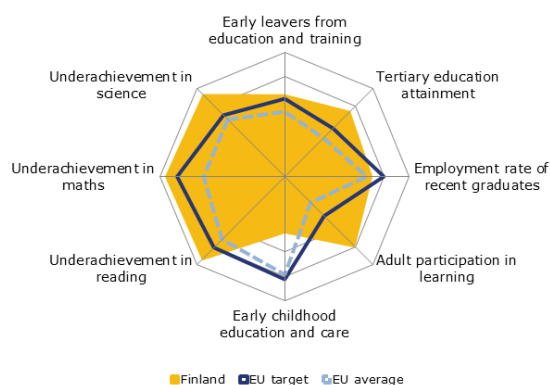 Early leavers from
education and training
Underachievement in
science
Tertiary education
attainment
Underachievement in
maths
Employment rate of
recent graduates
Underachievement in
reading
Adult participation in
learning
Early childhood
education and care
Finland EU target EU average